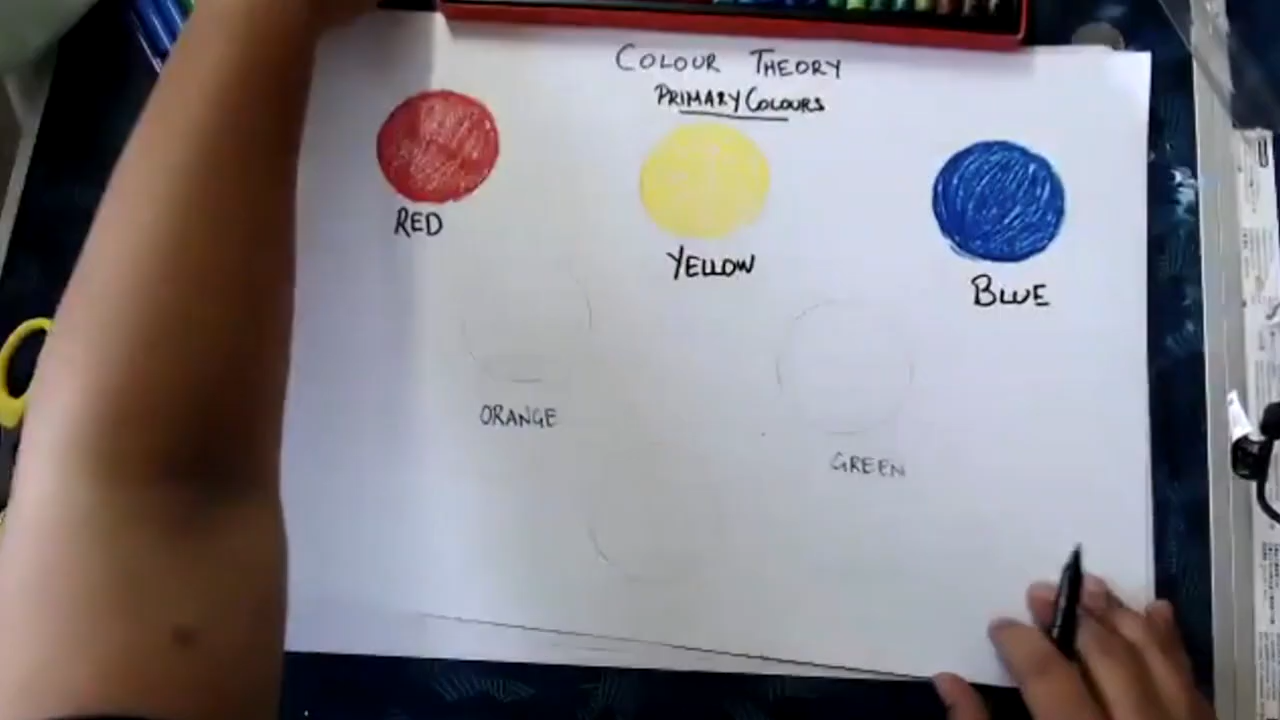 COLOUR THEORY
PRIMARY COLOURS
RED
YELLOW
BLUE
ORANGE
GREEN